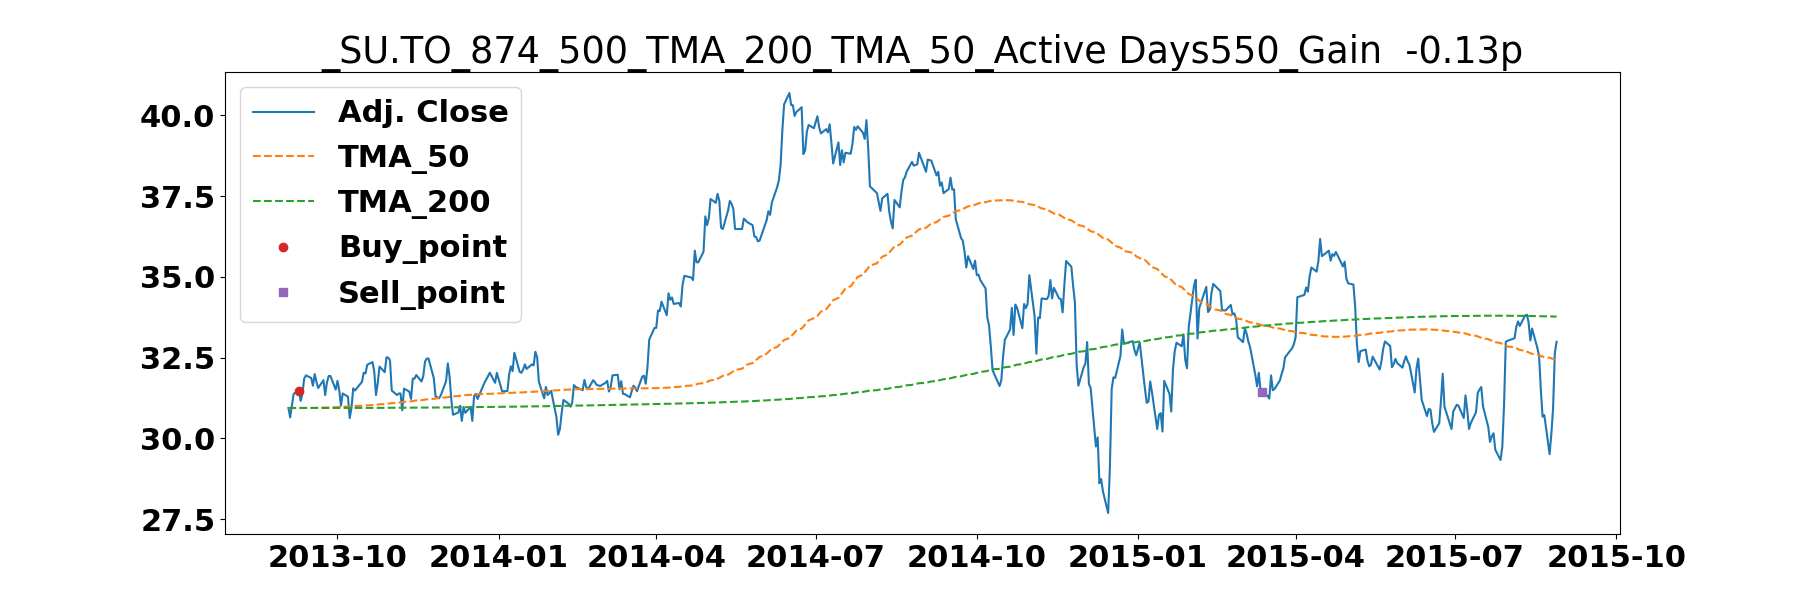 _SU.TO_874_500_TMA_200_TMA_50_Active Days550_Gain  -0.13p
Adj. Close
TMA_50
TMA_200
Buy_point
Sell_point
40.0
37.5
35.0
32.5
30.0
27.5
2013-10 2014-01 2014-04 2014-07 2014-10 2015-01 2015-04 2015-07 2015-10